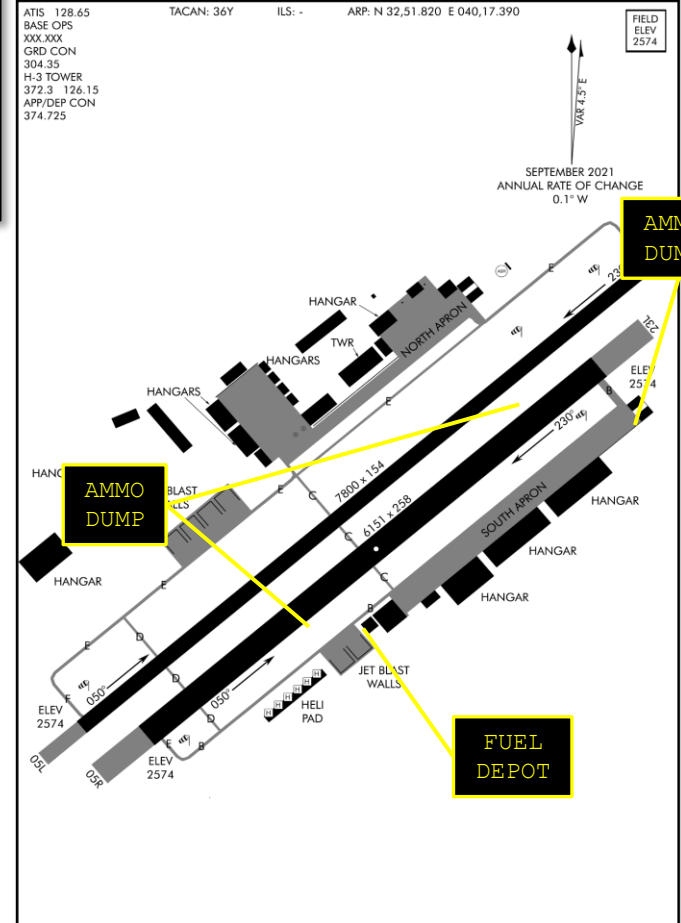 ATIS 128.65
BASE OPS
XXX.XXX
GRD CON
304.35
H-3 TOWER
372.3 126.15
APP/DEP CON
374.725
TACAN: 36Y
ILS: -
ARP: N 32,51.820 E 040,17.390
FIELD
ELEV
2574
VAR 4.5° E
SEPTEMBER 2021
ANNUAL RATE OF CHANGE
0.1° W
E
230°
HANGAR
NORTH APRON
TWR
HANGARS
23L
ELEV
2574
B
HANGARS
E
230°
BLAST
AMMO
DUMP
E
C
7800 x 154
6151 x 258
C
SOUTH APRON
HANGAR
HANGAR
C
HANGAR
HANGAR
E
B
E
D
JET BLAST
WALLS
D
050°
050°
F
ELEV
2574
D
HELI
PAD
H
H
H
H
H
H
05L
E
B
ELEV
2574
05R
FUEL
DEPOT